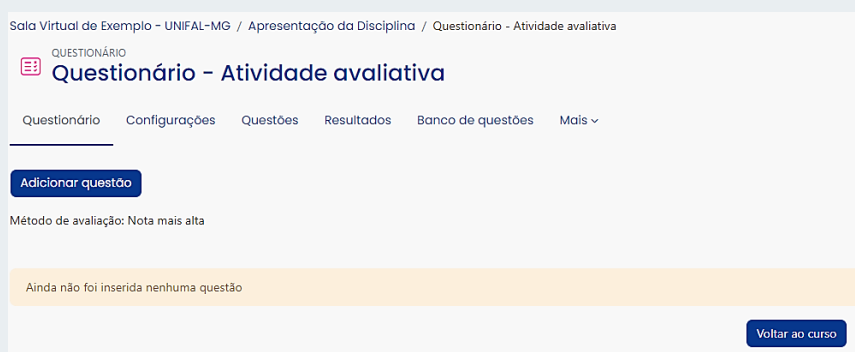 Sala Virtual de Exemplo - UNIFAL-MG / Apresentação da Disciplina / Questionário - Atividade avaliativa
QUESTIONÁRIO
Questionário - Atividade avaliativa
Questionário Configurações Questões Resultados Banco de questões Mais
Adicionar questão
Método de avaliação: Nota mais alta
Ainda não foi inserida nenhuma questão
Voltar ao curso